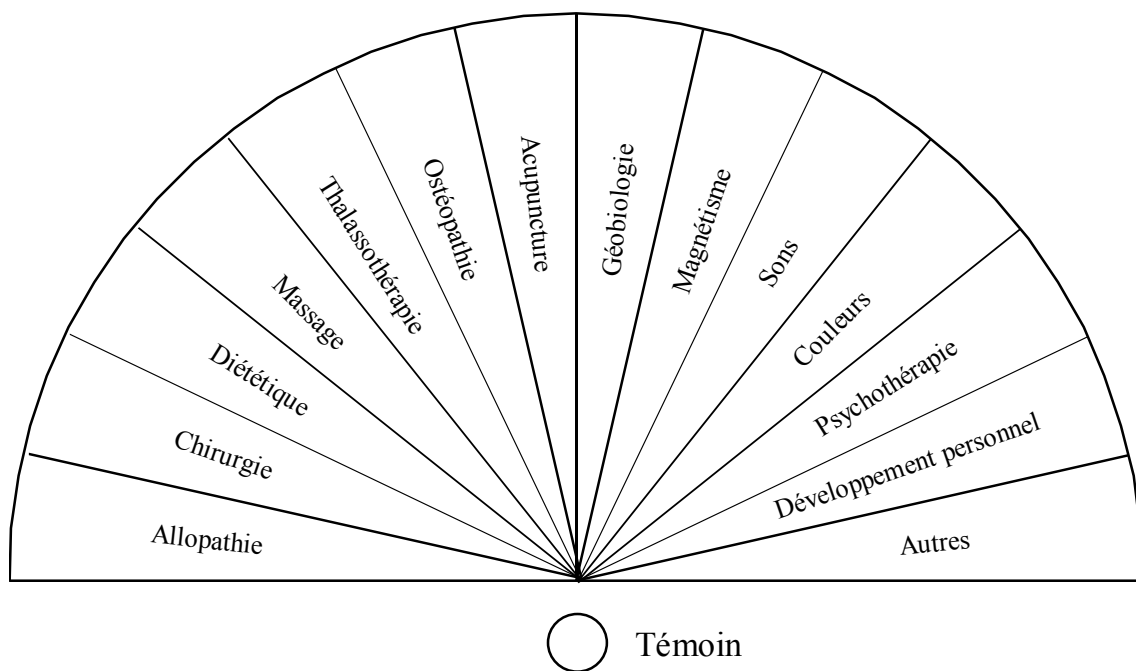 Allopathie
Chirurgie
Diététique
Massage
Thalassothérapie
Ostéopathie
Acupuncture
Géobiologie
Magnétisme
Sons
Couleurs
Psychothérapie
Développement personnel
Autres
Témoin